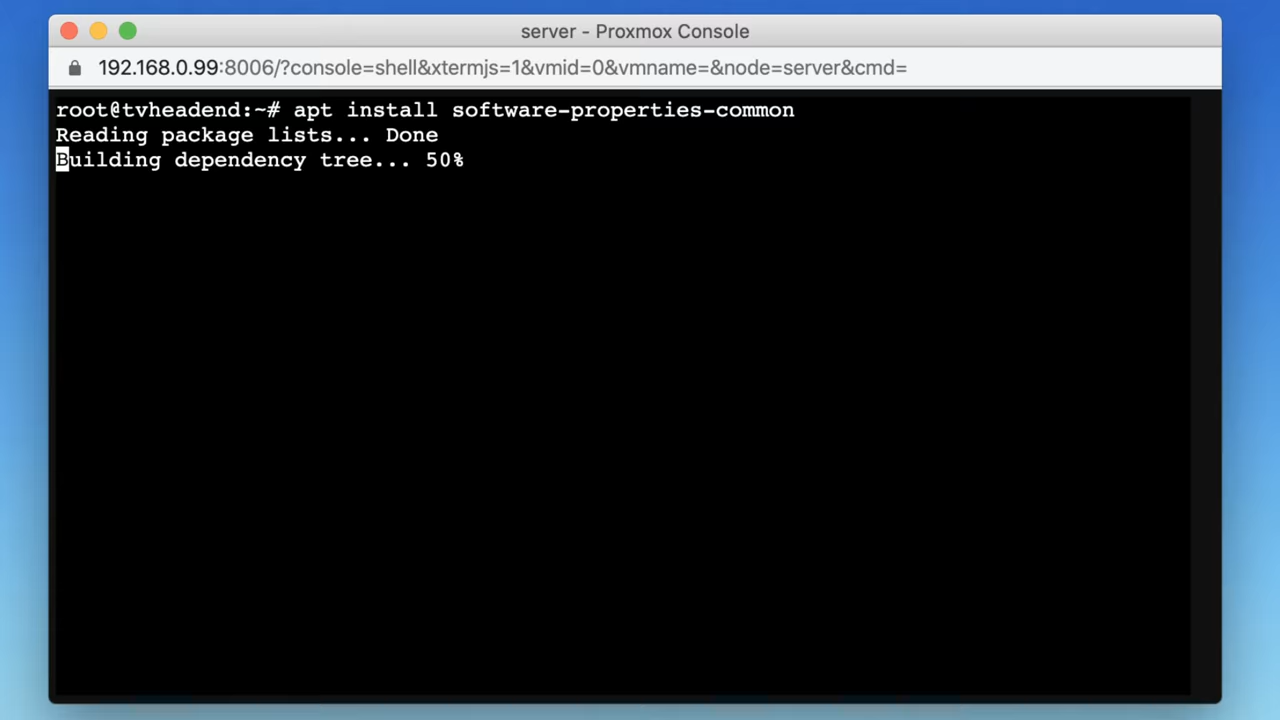 server - Proxmox Console
192.168.0.99:8006/?console=shell&xtermjs=1&vmid=0&vmname=&node=server&cmd=
root@tvheadend:~# apt install software-properties-common
Reading package lists... Done
Building dependency tree... 50%